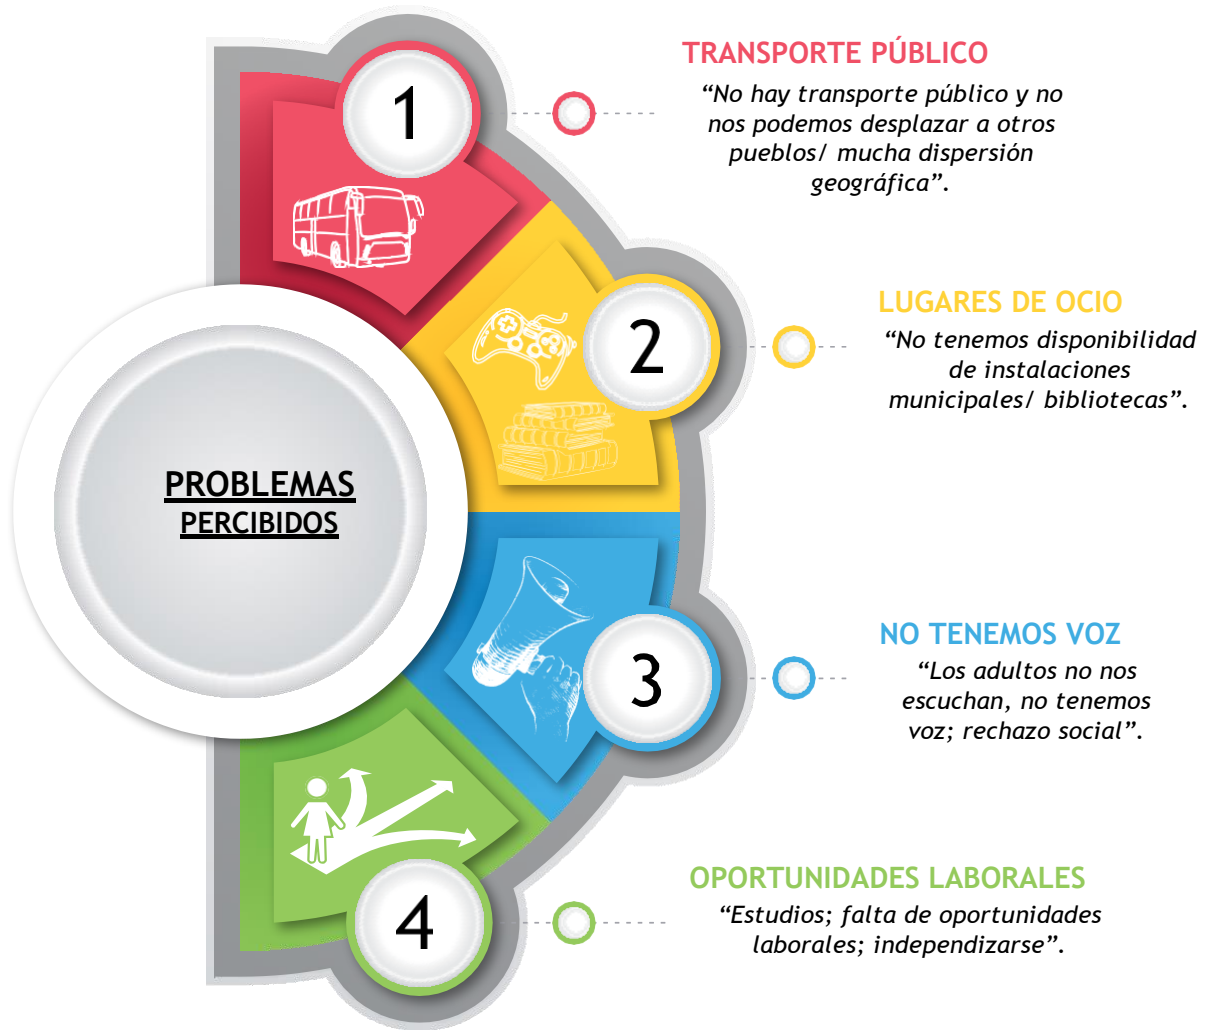 PROBLEMAS
PERCIBIDOS
1
TRANSPORTE PÚBLICO
“No hay transporte público y no
nos podemos desplazar a otros
pueblos/ mucha dispersión
geográfica”.
2
LUGARES DE OCIO
“No tenemos disponibilidad
de instalaciones
municipales/ bibliotecas”.
3
NO TENEMOS VOZ
“Los adultos no nos
escuchan, no tenemos
voz; rechazo social”.
4
OPORTUNIDADES LABORALES
“Estudios; falta de oportunidades
laborales; independizarse”.